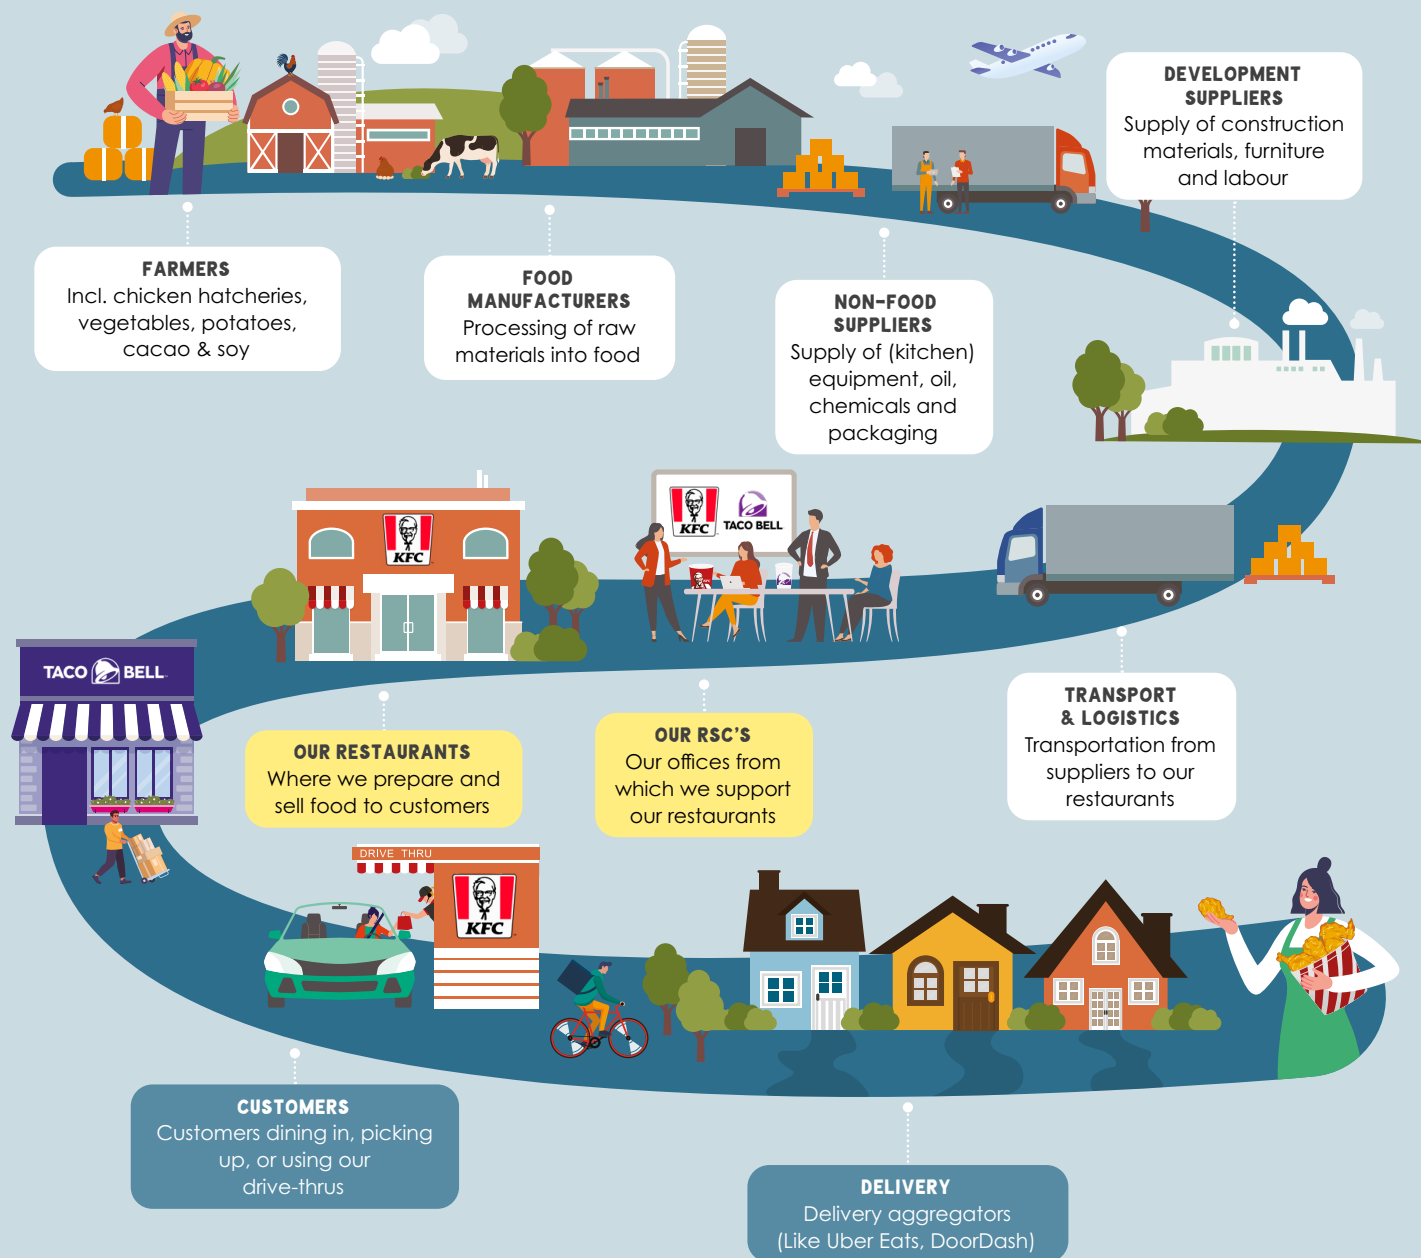 DEVELOPMENT
SUPPLIERS
Supply of construction
materials, furniture
and labour
FARMERS
Incl. chicken hatcheries,
vegetables, potatoes,
cacao & soy
FOOD
MANUFACTURERS
Processing of raw
materials into food
NON-FOOD
SUPPLIERS
Supply of (kitchen)
equipment, oil,
chemicals and
packaging
KFC
KFC
TACO BELL
TACO BELL
OUR RESTAURANTS
Where we prepare and
sell food to customers
OUR RSC'S
Our offices from
which we support
our restaurants
TRANSPORT
& LOGISTICS
Transportation from
suppliers to our
restaurants
DRIVE THRU
KFC
CUSTOMERS
Customers dining in, picking
up, or using our
drive-thrus
DELIVERY
Delivery aggregators
(Like Uber Eats, DoorDash)